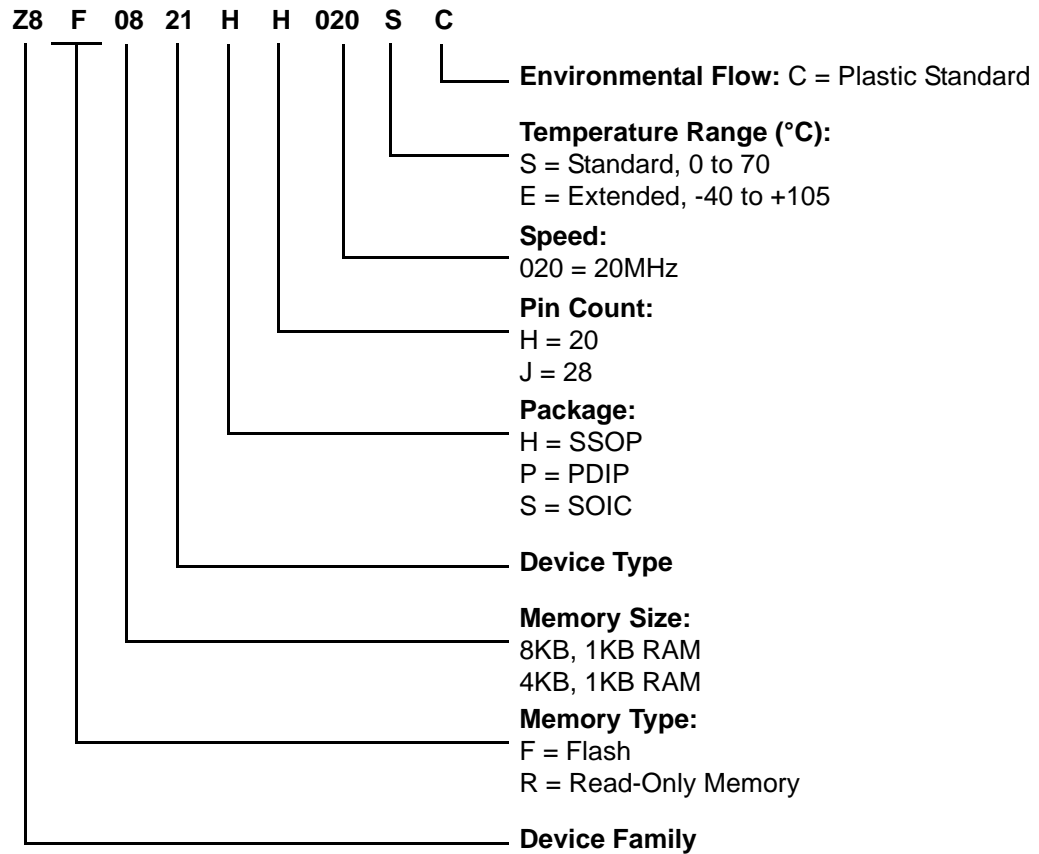 Z8 F 08 21 H H 020 S C
Environmental Flow: C = Plastic Standard
Temperature Range (°C):
S = Standard, 0 to 70
E = Extended, -40 to +105
Speed:
020 = 20MHz
Pin Count:
H = 20
J = 28
Package:
H = SSOP
P = PDIP
S = SOIC
Device Type
Memory Size:
8KB, 1KB RAM
4KB, 1KB RAM
Memory Type:
F = Flash
R = Read-Only Memory
Device Family